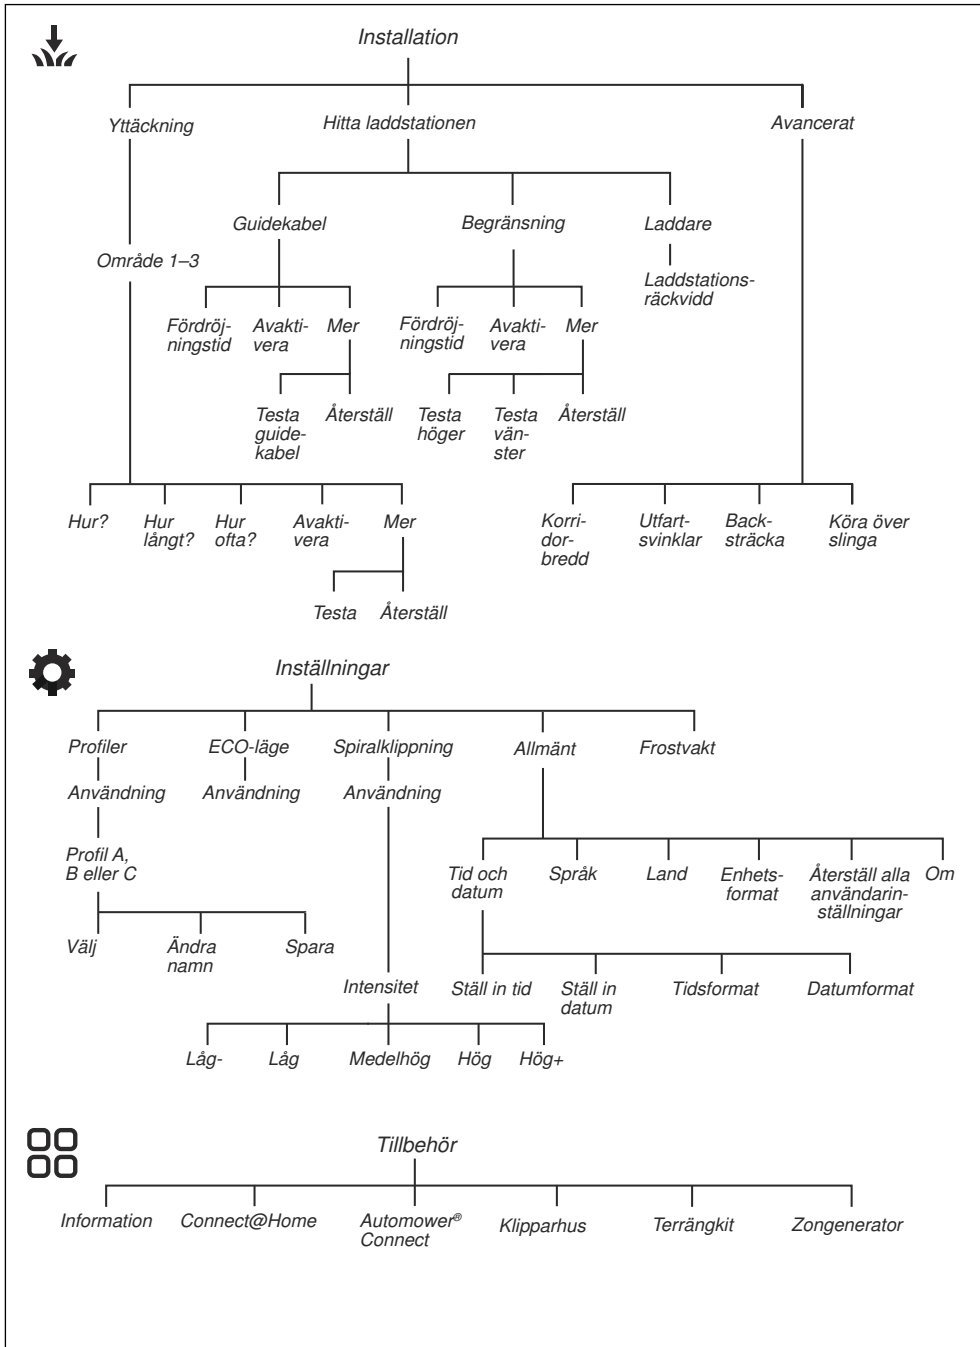 Installation
Yttäckning
Hitta laddstationen
Avancerat
Guidekabel
Begränsning
Laddare
Område 1–3
Laddstations-
räckvidd
Fördröj-
ningstid
Avakti-
vera
Mer
Fördröj-
ningstid
Avakti-
vera
Mer
Testa
guide-
kabel
Återställ
Testa
höger
Testa
vän-
ster
Återställ
Hur?
Hur
långt?
Hur
ofta?
Avakti-
vera
Mer
Korri-
dor-
bredd
Utfart-
svinklar
Back-
sträcka
Köra över
slinga
Testa
Återställ
Inställningar
Profiler
ECO-läge
Spiralklippning
Allmänt
Frostvakt
Användning
Användning
Användning
Profil A,
B eller C
Tid och
datum
Språk
Land
Enhets-
format
Återställ alla
användarin-
ställningar
Om
Välj
Ändra
namn
Spara
Intensitet
Ställ in tid
Ställ in
datum
Tidsformat
Datumformat
Låg-
Låg
Medelhög
Hög
Hög+
Tillbehör
Information
Connect@Home
Automower®
Connect
Klipparhus
Terrängkit
Zongenerator